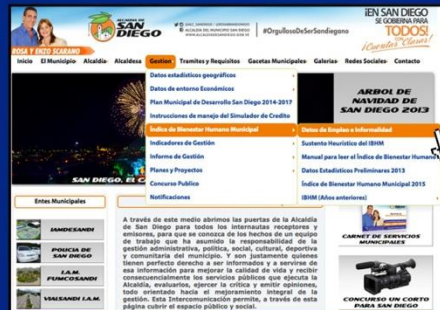 ALCALDÍA DE
SAN
DIEGO
ALCALDÍA DEL MUNICIPIO SAN DIEGO
#OrgullosoDeSerSandiegano
¡EN SAN DIEGO
SE GOBIERNA PARA
TODOS!
¡Cuentas Claras!
ROSA Y ENZO SCARANO
Inicio El Municipio Alcaldía Alcaldesa Gestion Tramites y Requisitos Gacetas Municipales Galerias Redes Sociales Contacto
Datos estadísticos geográficos
Datos de entorno Económicos
Plan Municipal de Desarrollo San Diego 2014-2017
Instrucciones de manejo del Simulador de Credito
Índice de Bienestar Humano Municipal
Indicadores de Gestión
Informe de Gestión
Planes y Proyectos
Concurso Publico
Notificaciones
Datos de Empleo e Informalidad
Sustento Heurístico del IBHM
Manual para leer el Índice de Bienestar Humano
Datos Estadísticos Preliminares 2013
Índice de Bienestar Humano Municipal 2015
IBHM (Años anteriores)
ARBOL DE
NAVIDAD DE
SAN DIEGO 2013
SAN DIEGO, EL C
Entes Municipales
IAMDESANDI
POLICIA DE
SAN DIEGO
I.A.M.
FUMCOSANDI
VIALSANDI I.A.M.
A través de este medio abrimos las puertas de la Alcaldía
de San Diego para todos los internautas receptores y
emisores, para que se conozca de los hechos de un equipo
de trabajo que ha asumido la responsabilidad de la
gestión administrativa, política, social, cultural, deportiva
y comunitaria del municipio. Y son justamente quienes
tienen perfecto derecho a ser informados y a servirse de
esa información para mejorar la calidad de vida y recibir
consecuencialmente los servicios públicos que ejecuta la
Alcaldía, evaluarlos, ejercer la crítica y emitir opiniones,
todo orientado hacia el mejoramiento integral de la
gestión. Esta Intercomunicación permite, a través de esta
página cubrir el espacio público y social.
CARNET DE SERVICIOS
MUNICIPALES
CONCURSO UN CORTO
PARA SAN DIEGO